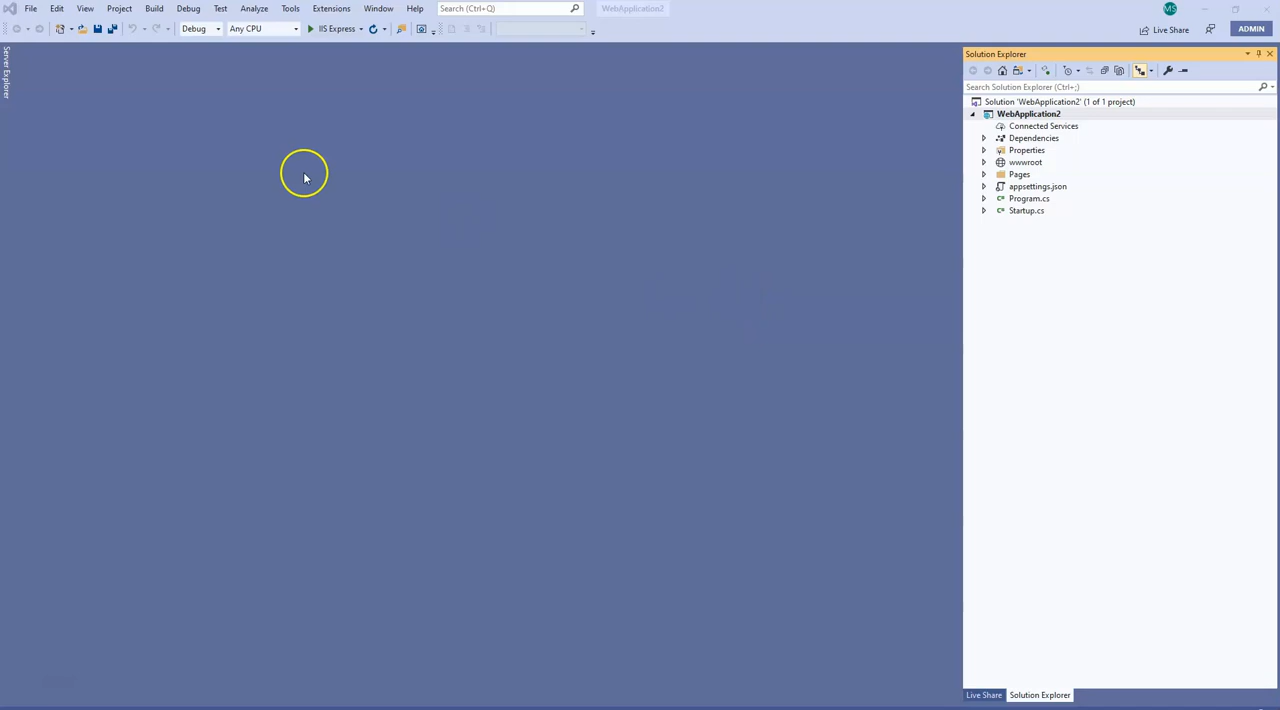 File Edit View Project Build Debug Test Analyze Tools Extensions Window Help Search (Ctrl+Q) WebApplication2 MS
Debug Any CPU IIS Express Live Share ADMIN
Server Explorer
Solution Explorer
Search Solution Explorer (Ctrl+;)
Solution 'WebApplication2' (1 of 1 project)
WebApplication2
Connected Services
Dependencies
Properties
wwwroot
Pages
appsettings.json
Program.cs
Startup.cs
Live Share Solution Explorer